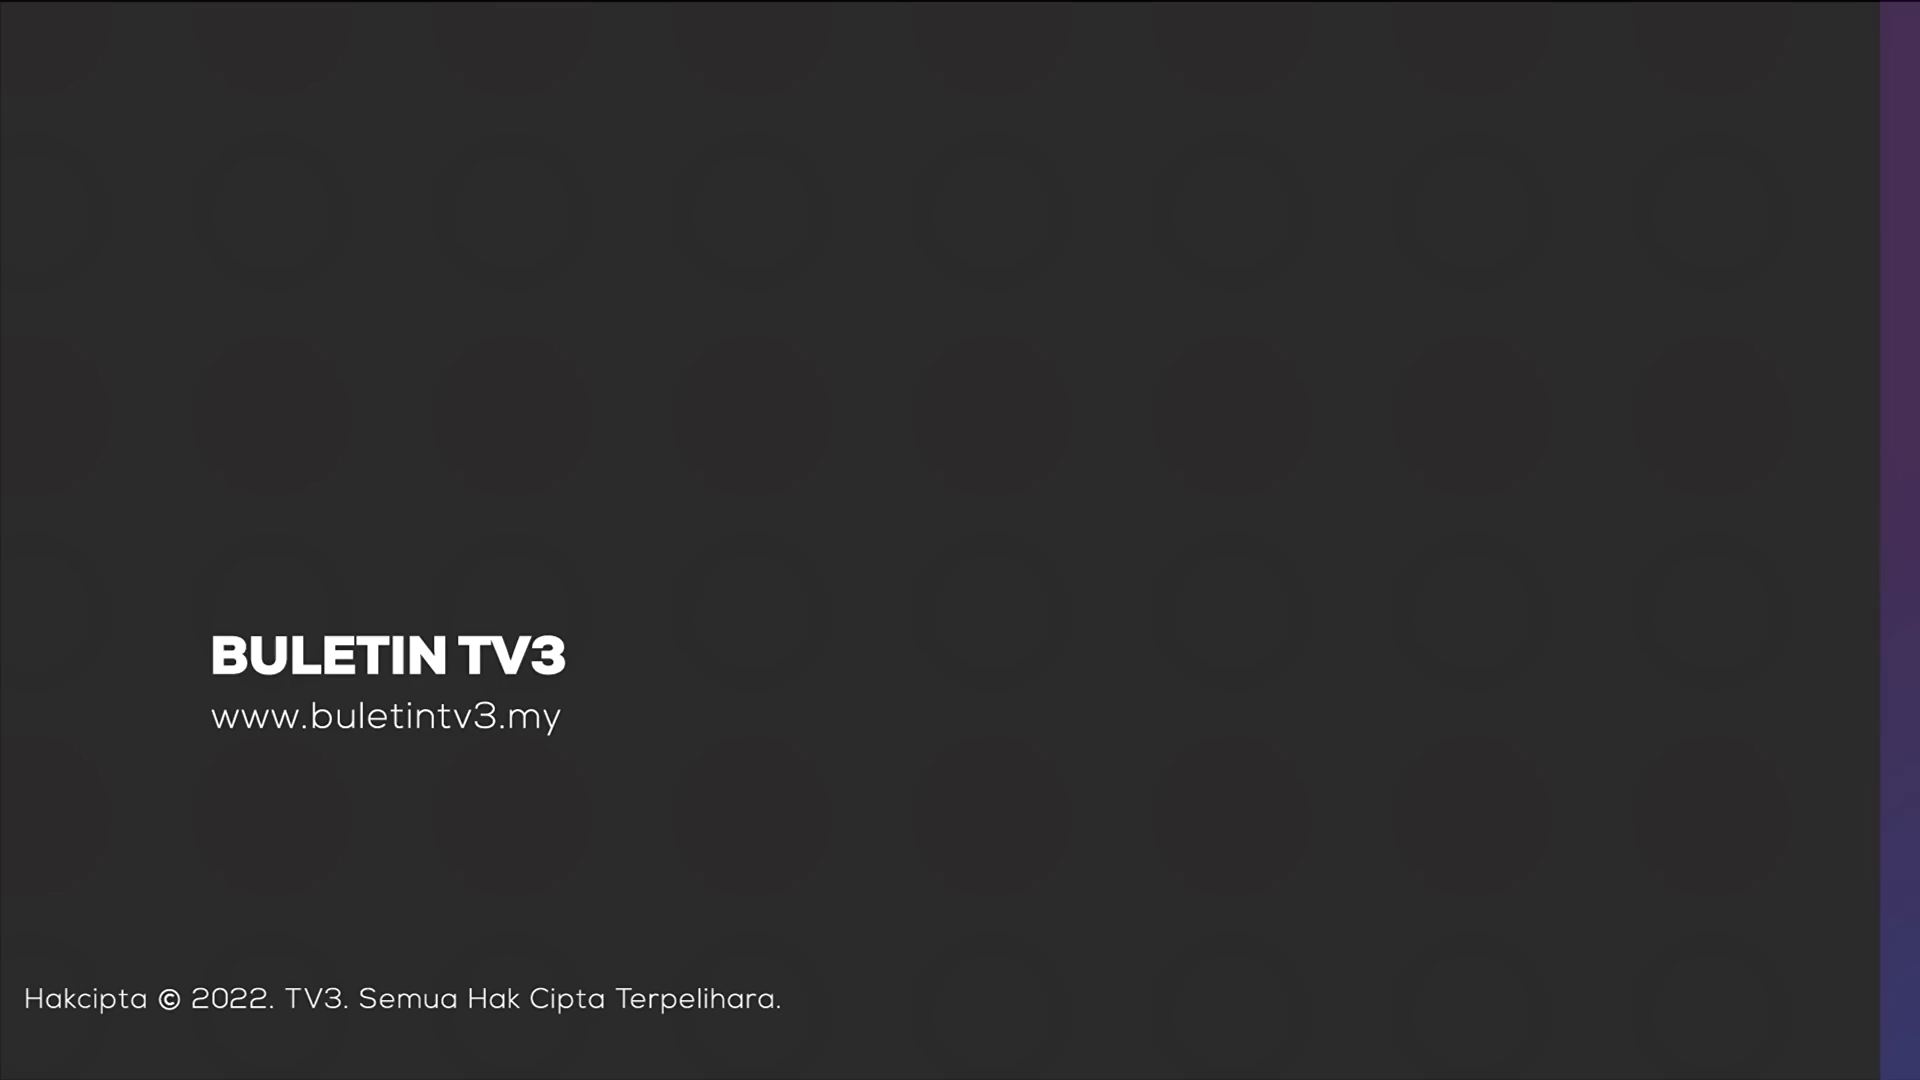 BULETIN TV3
www.buletintv3.my
Hakcipta © 2022. TV3. Semua Hak Cipta Terpelihara.